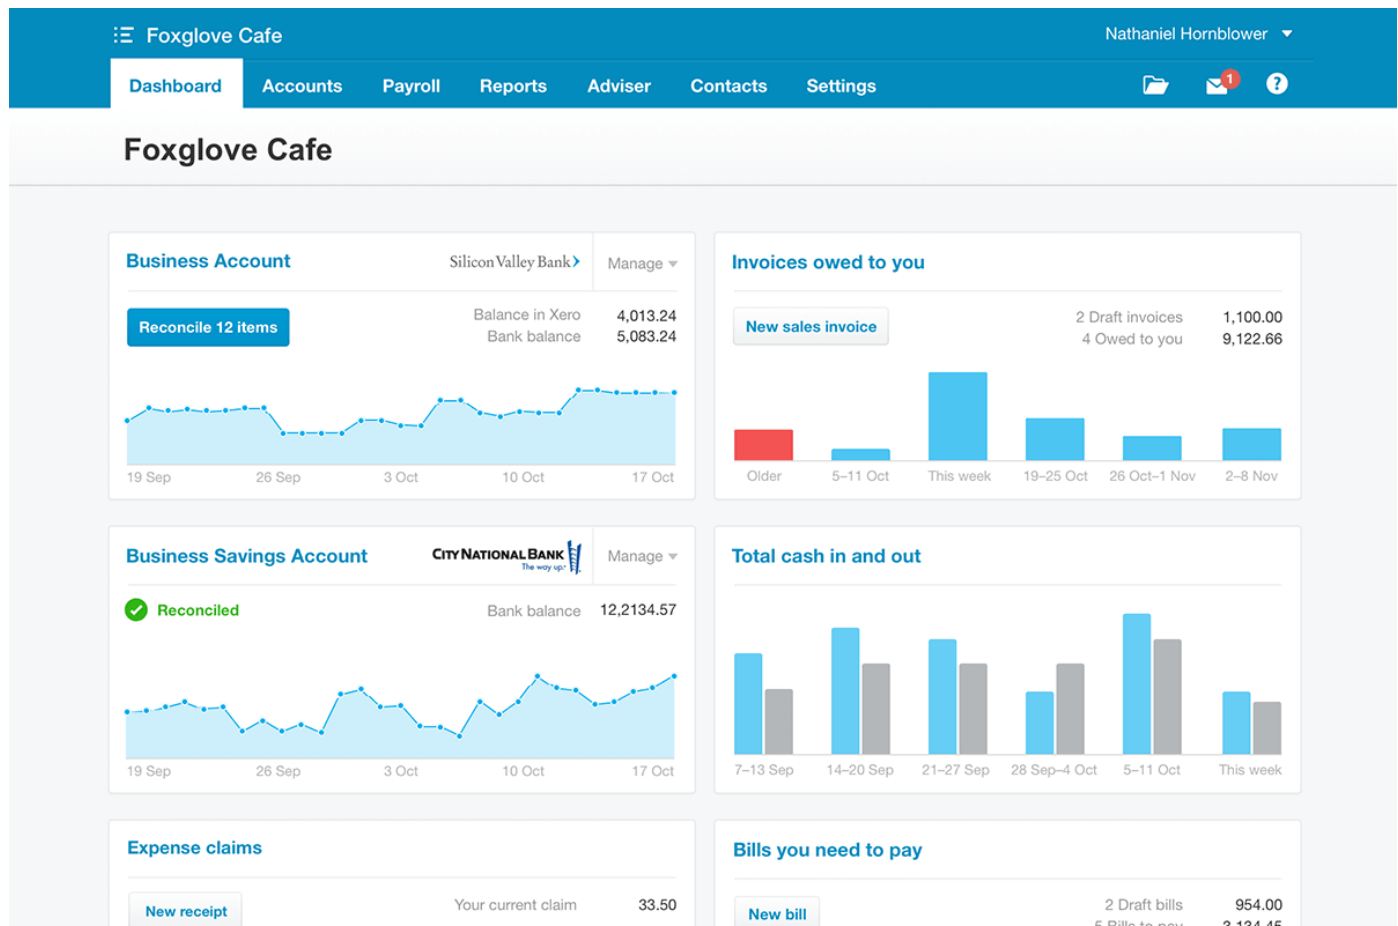 Foxglove Cafe
Nathaniel Hornblower
Dashboard Accounts Payroll Reports Adviser Contacts Settings
1
?
Foxglove Cafe
Business Account
Silicon Valley Bank
Manage
Reconcile 12 items
Balance in Xero 4,013.24
Bank balance 5,083.24
19 Sep 26 Sep 3 Oct 10 Oct 17 Oct
Invoices owed to you
New sales invoice
2 Draft invoices 1,100.00
4 Owed to you 9,122.66
Older 5–11 Oct This week 19–25 Oct 26 Oct–1 Nov 2–8 Nov
Business Savings Account
CITY NATIONAL BANK
The way up.
Manage
Reconciled
Bank balance 12,2134.57
19 Sep 26 Sep 3 Oct 10 Oct 17 Oct
Total cash in and out
7–13 Sep 14–20 Sep 21–27 Sep 28 Sep–4 Oct 5–11 Oct This week
Expense claims
New receipt
Your current claim 33.50
Bills you need to pay
New bill
2 Draft bills 954.00
5 Bills to pay 3,134.45